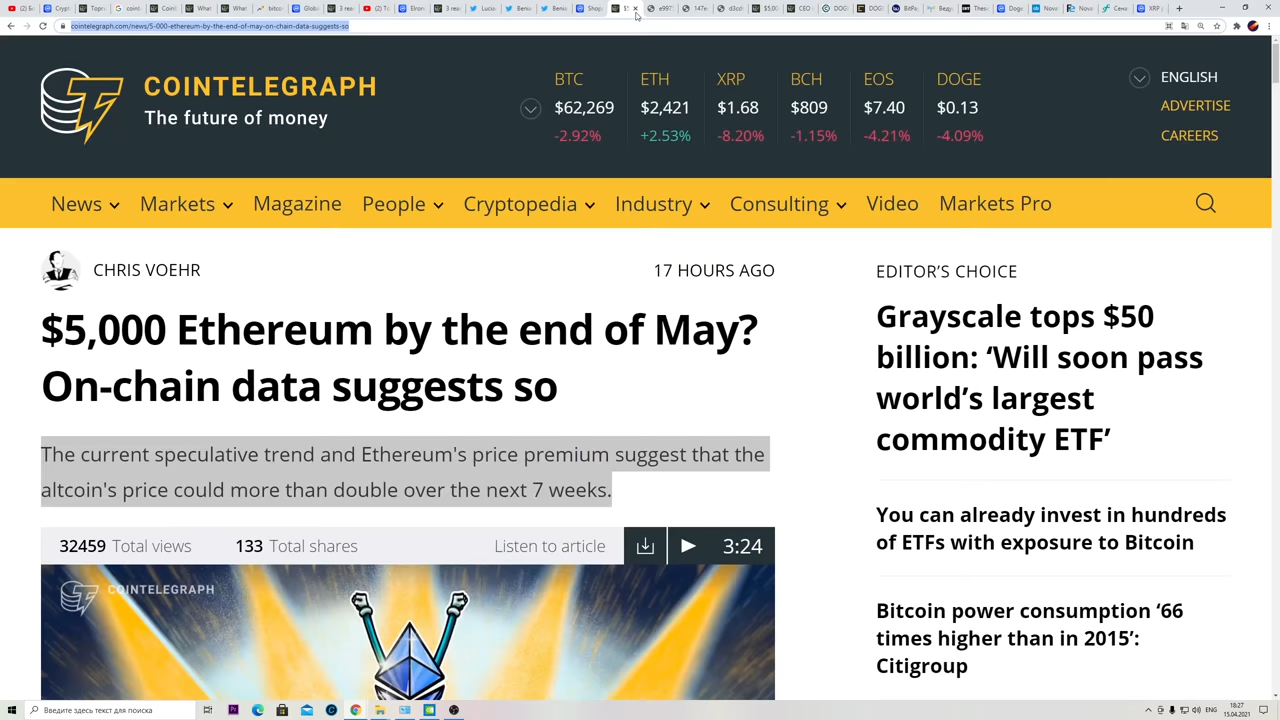 cointelegraph.com/news/5-000-ethereum-by-the-end-of-may-on-chain-data-suggests-so
COINTELEGRAPH
The future of money
BTC ETH XRP BCH EOS DOGE
$62,269 $2,421 $1.68 $809 $7.40 $0.13
-2.92% +2.53% -8.20% -1.15% -4.21% -4.09%
ENGLISH
ADVERTISE
CAREERS
News Markets Magazine People Cryptopedia Industry Consulting Video Markets Pro
CHRIS VOEHR 17 HOURS AGO
$5,000 Ethereum by the end of May?
On-chain data suggests so
The current speculative trend and Ethereum's price premium suggest that the
altcoin's price could more than double over the next 7 weeks.
32459 Total views 133 Total shares Listen to article 3:24
COINTELEGRAPH
EDITOR'S CHOICE
Grayscale tops $50
billion: ‘Will soon pass
world’s largest
commodity ETF’
You can already invest in hundreds
of ETFs with exposure to Bitcoin
Bitcoin power consumption ‘66
times higher than in 2015’:
Citigroup
Введите здесь текст для поиска
ENG
18:27
15.04.2021